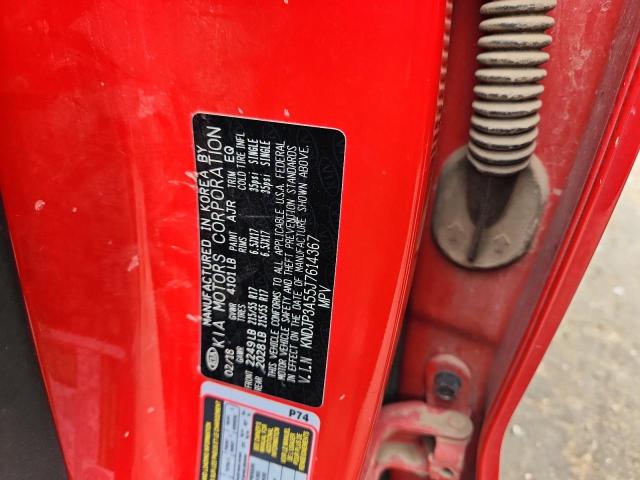 MANUFACTURED IN KOREA BY
KIA MOTORS CORPORATION
02/18 GVWR 4101LB PAINT AJR TRIM EQ
GAWR TIRES RIMS COLD TIRE INFL
FRONT 2249LB 215/55 R17 6.5JX17 35psi SINGLE
REAR 2028LB 215/55 R17 6.5JX17 35psi SINGLE
THIS VEHICLE CONFORMS TO ALL APPLICABLE U.S.A FEDERAL
MOTOR VEHICLE SAFETY AND THEFT PREVENTION STANDARDS
IN EFFECT ON THE DATE OF MANUFACTURE SHOWN ABOVE.
V.I.N KNDJP3A55J7614367
MPV
P74